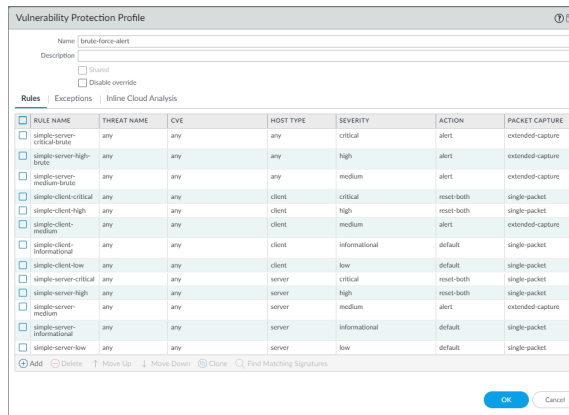 Vulnerability Protection Profile
Name brute-force-alert
Description
Shared
Disable override
Rules Exceptions Inline Cloud Analysis
RULE NAME THREAT NAME CVE HOST TYPE SEVERITY ACTION PACKET CAPTURE
simple-server-critical-brute any any any critical alert extended-capture
simple-server-high-brute any any any high alert extended-capture
simple-server-medium-brute any any any medium alert extended-capture
simple-client-critical any any client critical reset-both single-packet
simple-client-high any any client high reset-both single-packet
simple-client-medium any any client medium alert extended-capture
simple-client-informational any any client informational default single-packet
simple-client-low any any client low default single-packet
simple-server-critical any any server critical reset-both single-packet
simple-server-high any any server high reset-both single-packet
simple-server-medium any any server medium alert extended-capture
simple-server-informational any any server informational default single-packet
simple-server-low any any server low default single-packet
Add Delete Move Up Move Down Clone Find Matching Signatures
OK Cancel